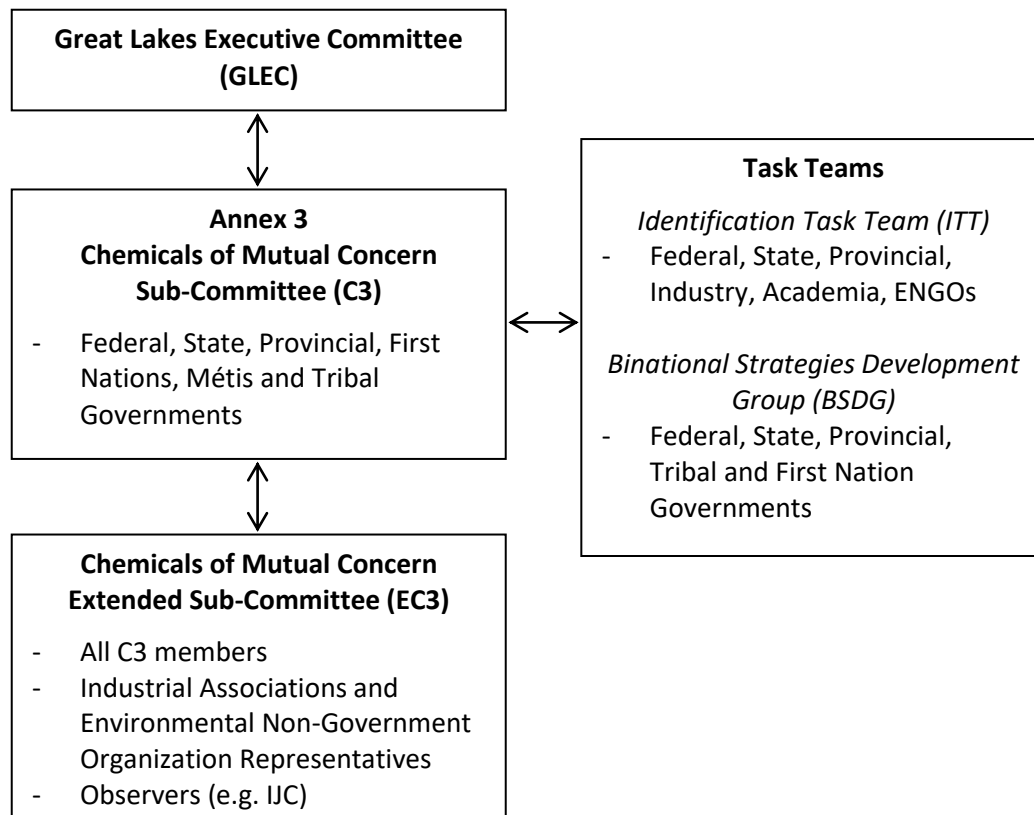 Great Lakes Executive Committee
(GLEC)
Annex 3
Chemicals of Mutual Concern
Sub-Committee (C3)
- Federal, State, Provincial, First
Nations, Métis and Tribal
Governments
Task Teams
Identification Task Team (ITT)
- Federal, State, Provincial,
Industry, Academia, ENGOs
Binational Strategies Development
Group (BSDG)
- Federal, State, Provincial,
Tribal and First Nation
Governments
Chemicals of Mutual Concern
Extended Sub-Committee (EC3)
- All C3 members
- Industrial Associations and
Environmental Non-Government
Organization Representatives
- Observers (e.g. IJC)